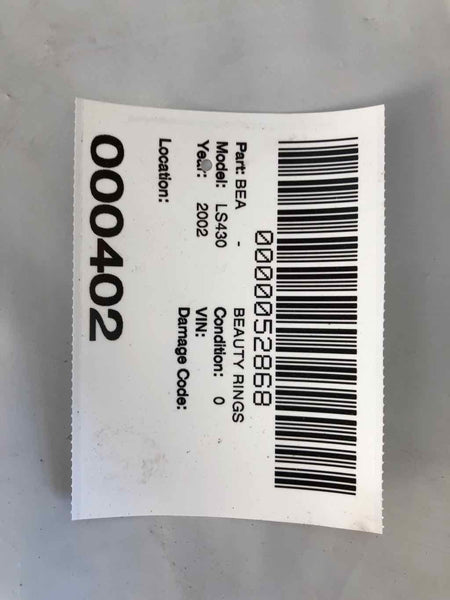 0000052868
Part: BEA - BEAUTY RINGS
Model: LS430 Condition: 0
Year: 2002 VIN:
Damage Code:
Location:
000402